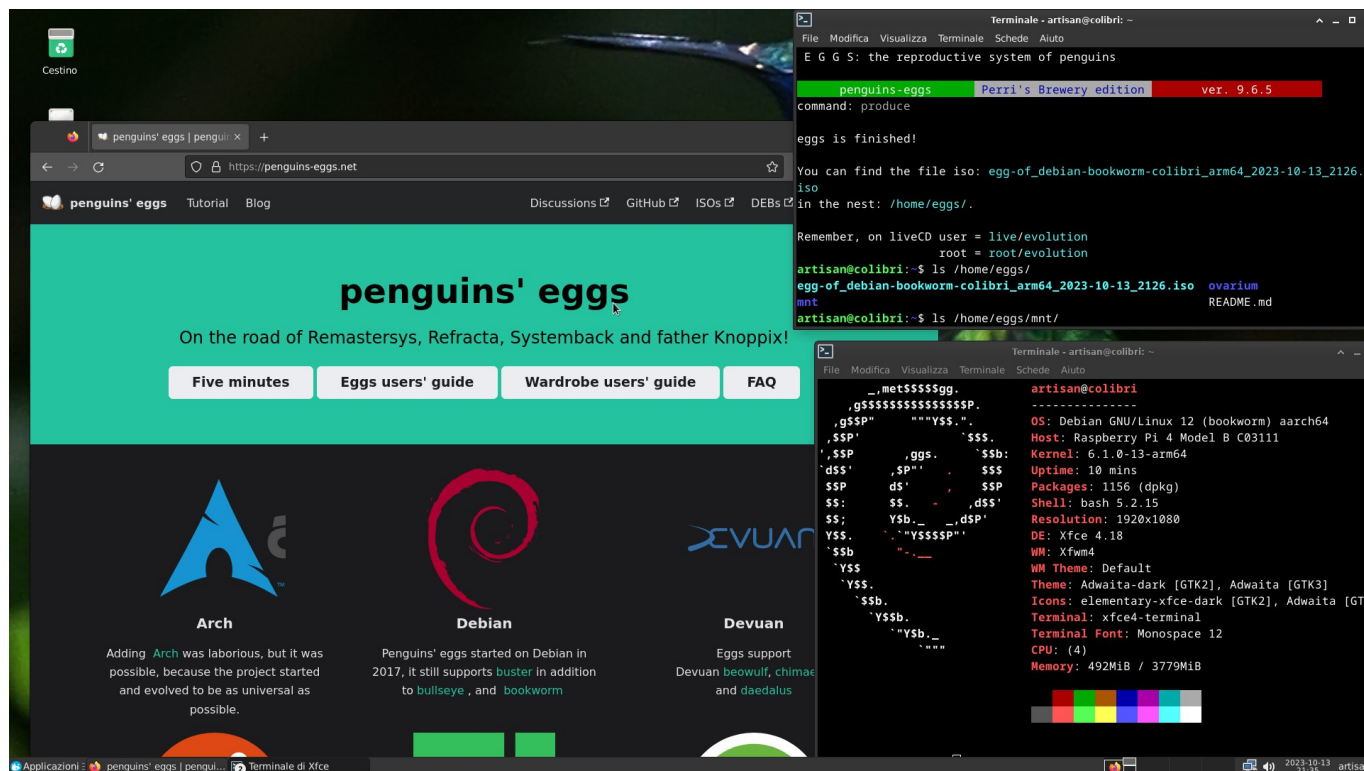 Cestino
penguins' eggs | penguin
https://penguins-eggs.net
penguins' eggs Tutorial Blog Discussions GitHub ISOs DEBs
penguins' eggs
On the road of Remastersys, Refracta, Systemback and father Knoppix!
Five minutes Eggs users' guide Wardrobe users' guide FAQ
DEVUAN
Arch
Adding Arch was laborious, but it was
possible, because the project started
and evolved to be as universal as
possible.
Debian
Penguins' eggs started on Debian in
2017, it still supports buster in addition
to bullseye , and bookworm
Devuan
Eggs support
Devuan beowulf, chimae
and daedalus
Terminale - artisan@colibri: ~
File Modifica Visualizza Terminale Schede Aiuto
E G G S: the reproductive system of penguins
penguins-eggs Perri's Brewery edition ver. 9.6.5
command: produce
eggs is finished!
You can find the file iso: egg-of_debian-bookworm-colibri_arm64_2023-10-13_2126.
iso
in the nest: /home/eggs/.
Remember, on liveCD user = live/evolution
root = root/evolution
artisan@colibri:~$ ls /home/eggs/
egg-of_debian-bookworm-colibri_arm64_2023-10-13_2126.iso ovarium
mnt README.md
artisan@colibri:~$ ls /home/eggs/mnt/
Terminale - artisan@colibri: ~
File Modifica Visualizza Terminale Schede Aiuto
artisan@colibri
---------------
OS: Debian GNU/Linux 12 (bookworm) aarch64
Host: Raspberry Pi 4 Model B C03111
Kernel: 6.1.0-13-arm64
Uptime: 10 mins
Packages: 1156 (dpkg)
Shell: bash 5.2.15
Resolution: 1920x1080
DE: Xfce 4.18
WM: Xfwm4
WM Theme: Default
Theme: Adwaita-dark [GTK2], Adwaita [GTK3]
Icons: elementary-xfce-dark [GTK2], Adwaita [GT
Terminal: xfce4-terminal
Terminal Font: Monospace 12
CPU: (4)
Memory: 492MiB / 3779MiB
Applicazioni penguins' eggs | pengui... Terminale di Xfce 2023-10-13 artisa
21:35